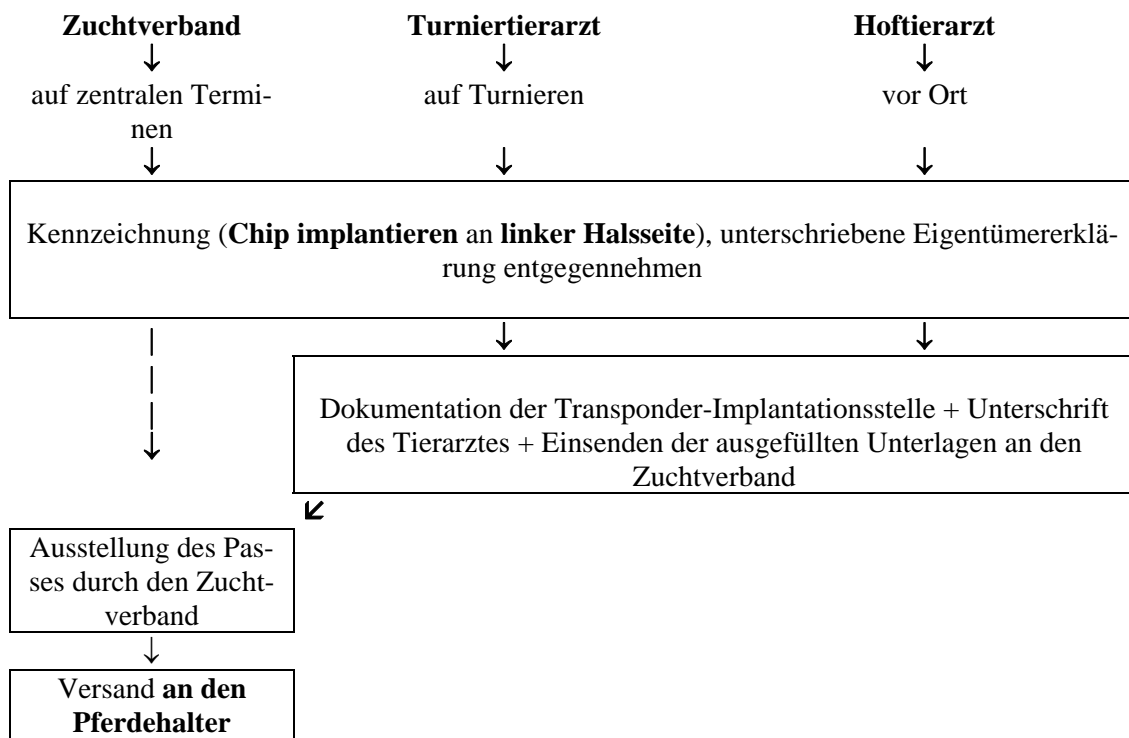 Zuchtverband Turniertierarzt Hoftierarzt
auf zentralen Termi- auf Turnieren vor Ort
nen
Kennzeichnung (Chip implantieren an linker Halsseite), unterschriebene Eigentümererklä-
rung entgegennehmen
Dokumentation der Transponder-Implantationsstelle + Unterschrift
des Tierarztes + Einsenden der ausgefüllten Unterlagen an den
Zuchtverband
Ausstellung des Pas-
ses durch den Zucht-
verband
Versand an den
Pferdehalter